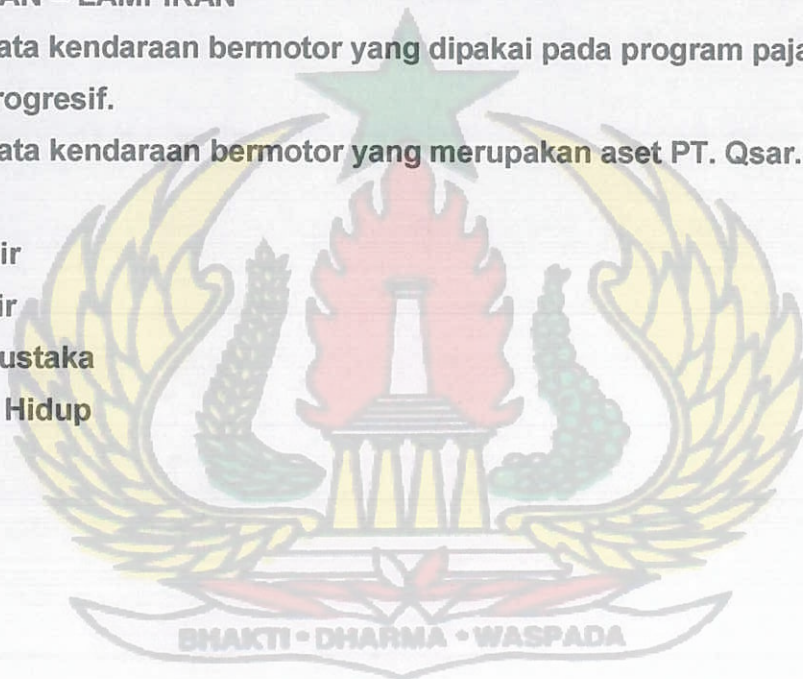 LAMPIRAN
ata kendaraan bermotor yang dipakai pada program paja
rogresif.
ata kendaraan bermotor yang merupakan aset PT. Qsar.
ir
ir
ustaka
Hidup
BHAKTI • DHARMA • WASPADA